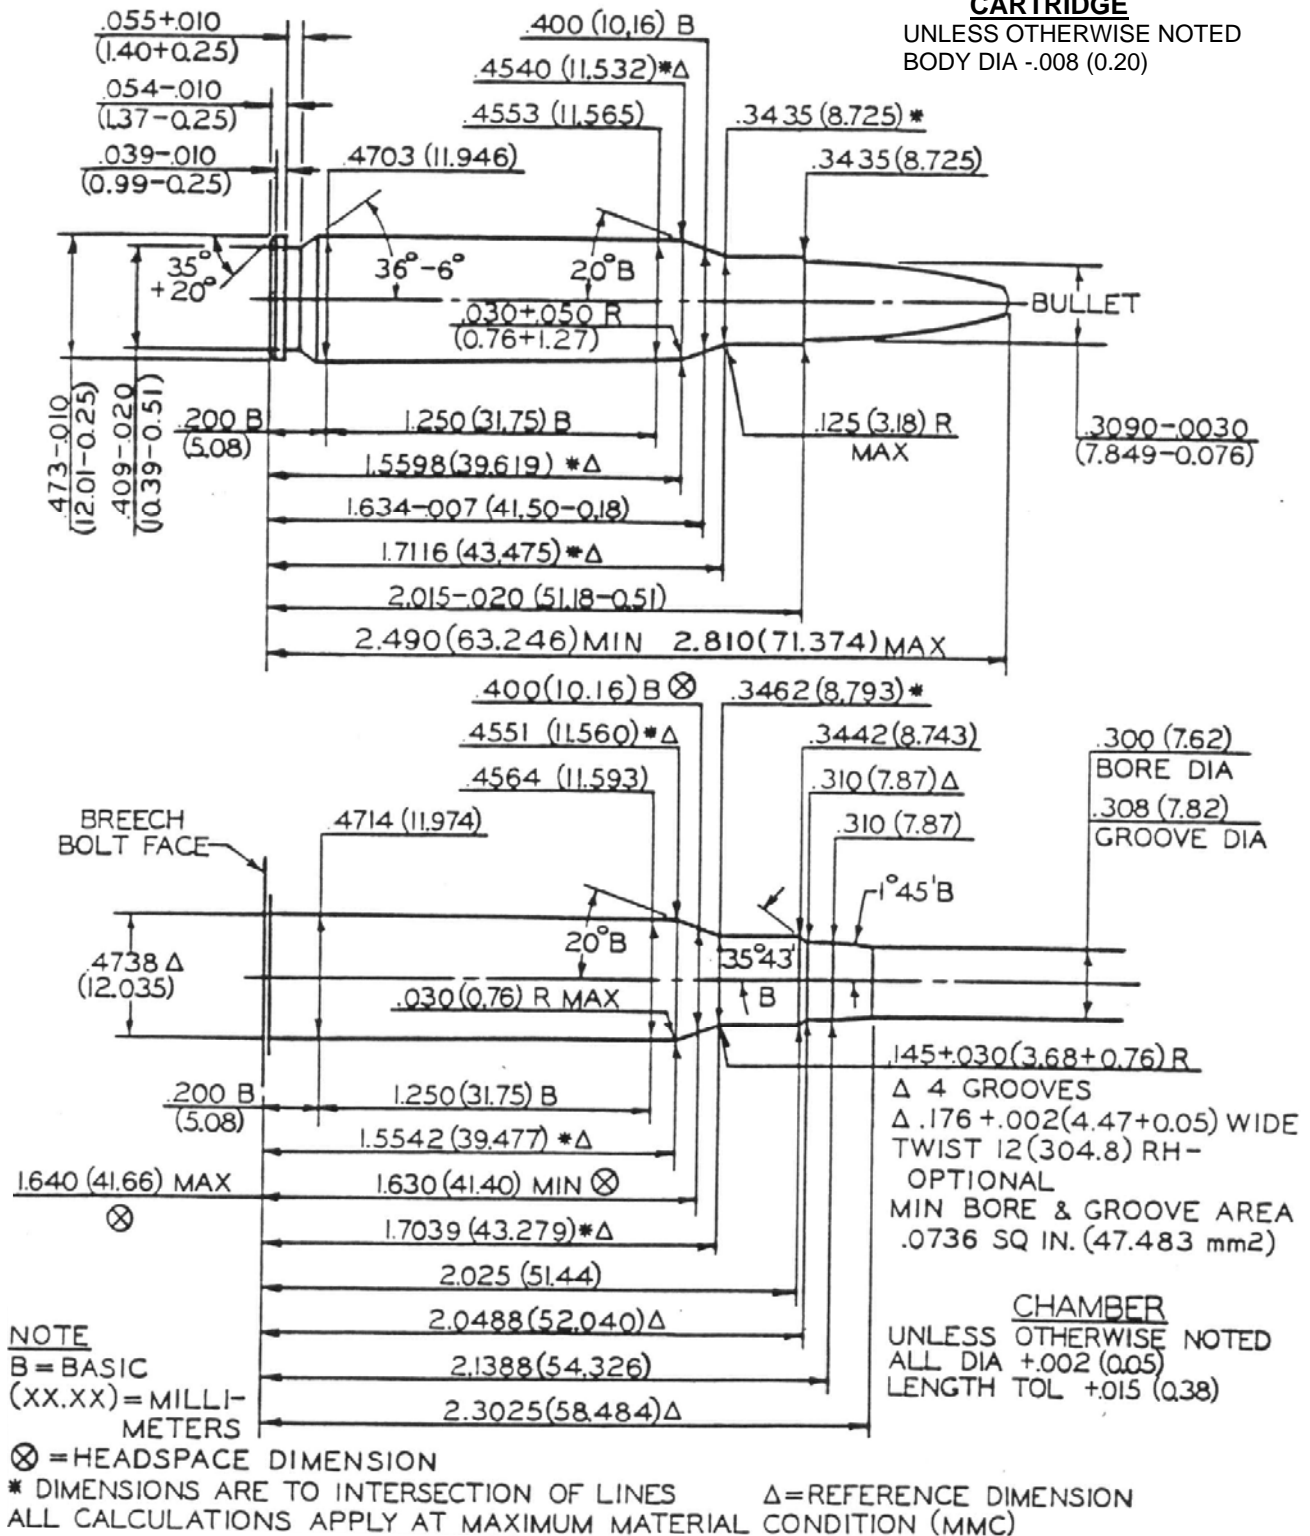 CARTRIDGE
UNLESS OTHERWISE NOTED
BODY DIA -.008 (0.20)
.055+.010
(1.40+0.25)
.400 (10,16) B
.4540 (11.532)*Δ
.054-.010
(1.37-0.25)
.4553 (11,565)
.3435 (8.725)*
.039-.010
(0.99-0.25)
.4703 (11.946)
.3435 (8.725)
35°
+20°
36°-6°
20°B
.030+.050 R
(0.76+1.27)
BULLET
.473-.010
(12.01-0.25)
.409-.020
(10.39-0.51)
.200 B
(5.08)
1.250 (31,75) B
.125 (3.18) R
MAX
.3090-.0030
(7.849-0.076)
1.5598(39.619) *Δ
1.634-.007 (41.50-0.18)
1.7116 (43,475)*Δ
2.015-.020 (51.18-0.51)
2.490(63.246)MIN 2.810(71.374) MAX
.400(10.16) B ⊗
.3462 (8,793)*
.4551 (11.560)*Δ
.3442(8.743)
.300 (7.62)
BORE DIA
.4564 (11.593)
.310 (7.87) Δ
.308 (7.82)
GROOVE DIA
BREECH
BOLT FACE
.4714 (11.974)
.310 (7.87)
1°45'B
20°B
35°43'
B
.4738 Δ
(12.035)
.030(0.76) R MAX
.145+.030(3.68+0.76) R
.200 B
(5.08)
1.250 (31.75) B
Δ 4 GROOVES
Δ .176 +.002(4.47+0.05) WIDE
TWIST 12(304.8) RH-
OPTIONAL
MIN BORE & GROOVE AREA
.0736 SQ IN. (47.483 mm2)
1.5542 (39.477) *Δ
1.640 (41.66) MAX
⊗
1.630 (41.40) MIN ⊗
1.7039 (43.279)*Δ
2.025 (51.44)
2.0488(52,040)Δ
2.1388(54,326)
2.3025(58.484)Δ
CHAMBER
UNLESS OTHERWISE NOTED
ALL DIA +.002 (0.05)
LENGTH TOL +.015 (0.38)
NOTE
B = BASIC
(XX.XX) = MILLI-
METERS
⊗ = HEADSPACE DIMENSION
* DIMENSIONS ARE TO INTERSECTION OF LINES Δ=REFERENCE DIMENSION
ALL CALCULATIONS APPLY AT MAXIMUM MATERIAL CONDITION (MMC)